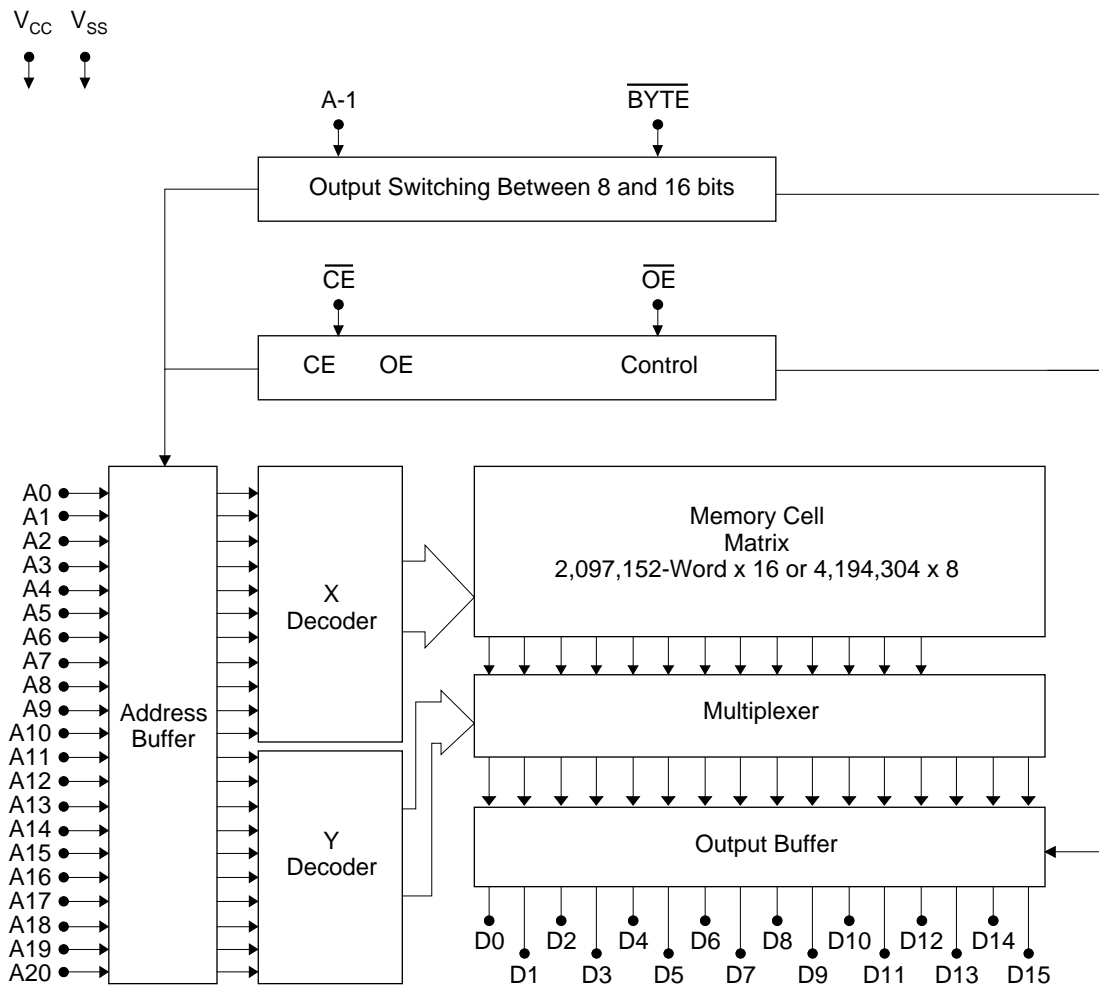 VCC VSS
A-1 BYTE
Output Switching Between 8 and 16 bits
CE OE
CE OE Control
A0
A1
A2
A3
A4
A5
A6
A7
A8
A9
A10
A11
A12
A13
A14
A15
A16
A17
A18
A19
A20
Address
Buffer
X
Decoder
Y
Decoder
Memory Cell
Matrix
2,097,152-Word x 16 or 4,194,304 x 8
Multiplexer
Output Buffer
D0 D2 D4 D6 D8 D10 D12 D14
D1 D3 D5 D7 D9 D11 D13 D15